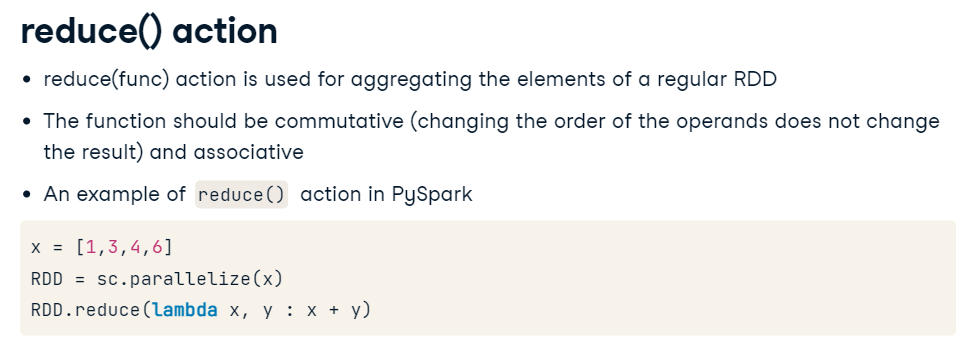 reduce() action
• reduce(func) action is used for aggregating the elements of a regular RDD
• The function should be commutative (changing the order of the operands does not change
the result) and associative
• An example of reduce() action in PySpark
x = [1,3,4,6]
RDD = sc.parallelize(x)
RDD.reduce(lambda x, y : x + y)